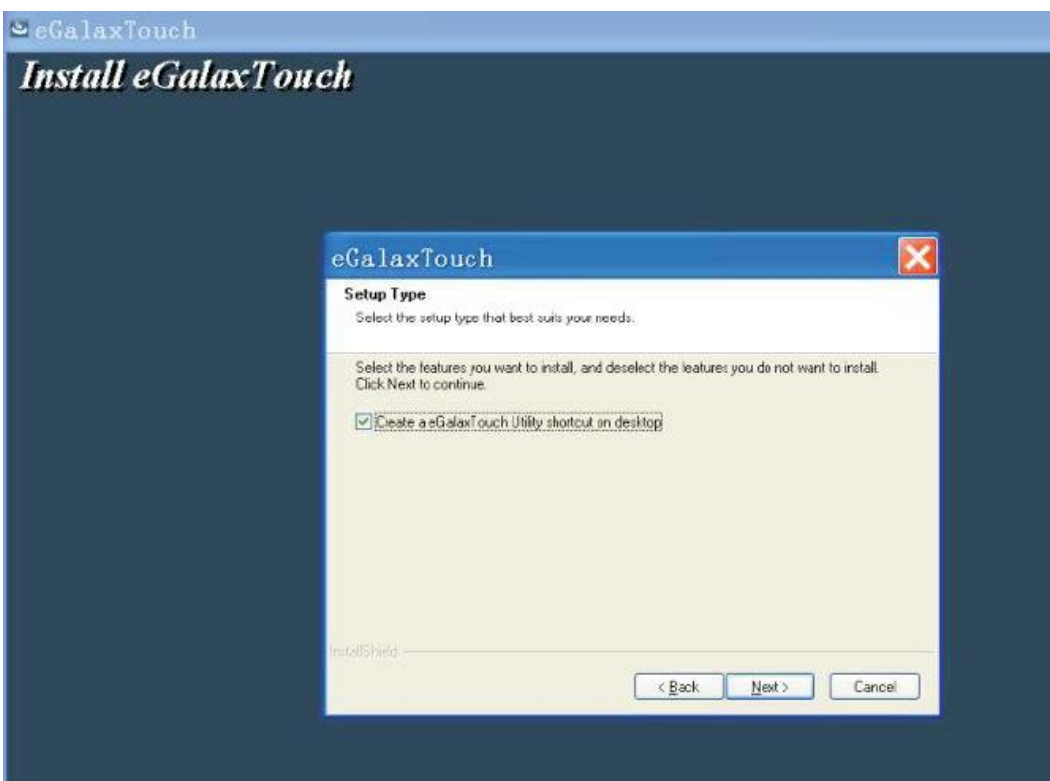 eGalaxTouch
Install eGalaxTouch
eGalaxTouch
Setup Type
Select the setup type that best suits your needs.
Select the features you want to install, and deselect the features you do not want to install.
Click Next to continue.
Create a eGalaxTouch Utility shortcut on desktop
InstallShield
< Back
Next >
Cancel